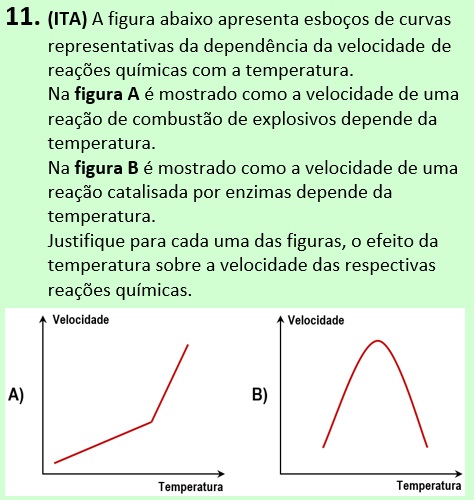 11. (ITA) A figura abaixo apresenta esboços de curvas
representativas da dependência da velocidade de
reações químicas com a temperatura.
Na figura A é mostrado como a velocidade de uma
reação de combustão de explosivos depende da
temperatura.
Na figura B é mostrado como a velocidade de uma
reação catalisada por enzimas depende da
temperatura.
Justifique para cada uma das figuras, o efeito da
temperatura sobre a velocidade das respectivas
reações químicas.
A)
Velocidade
Temperatura
B)
Velocidade
Temperatura